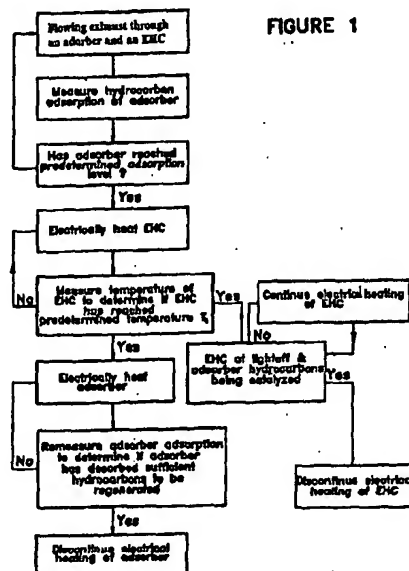 FIGURE 1
Flowing exhaust through
an adorber and an EHC
Measure hydrocarbon
adsorption of adsorber
Has adsorber reached
predetermined adsorption
level ?
Yes
Electrically heat EHC
No
Measure temperature of
EHC to determine if EHC
has reached
predetermined temperature
Yes
Yes
Continue electrical heating
of EHC
No
EHC at lightoff &
adsorber hydrocarbons
being catalyzed
Yes
Electrically heat
adsorber
No
Remeasure adsorber adsorption
to determine if adsorber
has desorbed sufficient
hydrocarbons to be
regenerated
Yes
Discontinue electrical
heating of EHC
Discontinue electrical
heating of adsorber